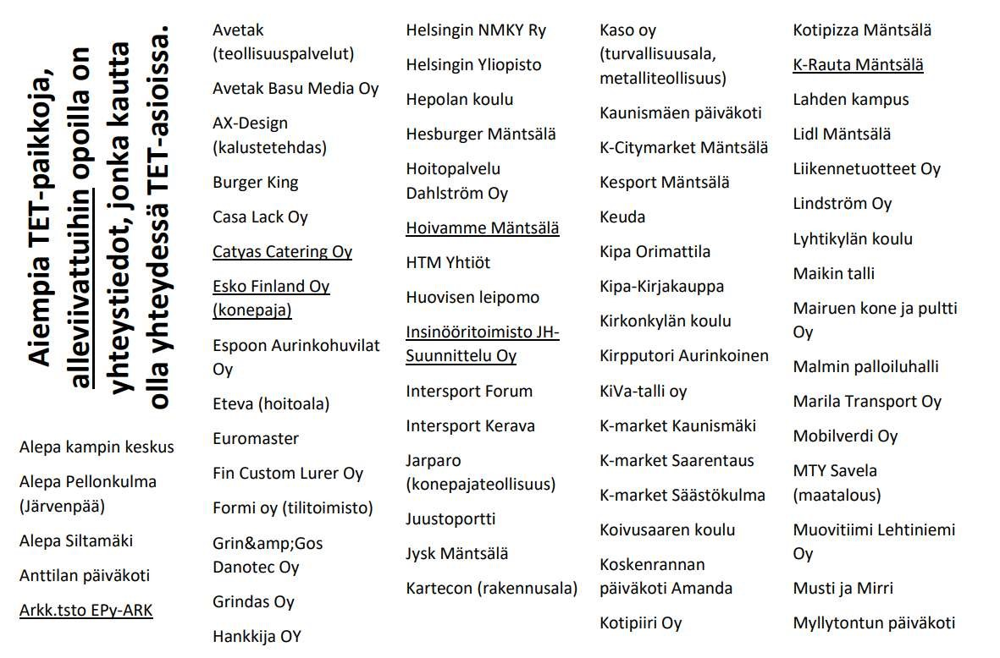 Aiempia TET-paikkoja,
alleviivattuihin opoilla on
yhteystiedot, jonka kautta
olla yhteydessä TET-asioissa.
Alepa kampin keskus
Alepa Pellonkulma
(Järvenpää)
Alepa Siltamäki
Anttilan päiväkoti
Arkk.tsto EPy-ARK
Avetak
(teollisuuspalvelut)
Avetak Basu Media Oy
AX-Design
(kalustetehdas)
Burger King
Casa Lack Oy
Catyas Catering Oy
Esko Finland Oy
(konepaja)
Espoon Aurinkohuvilat
Oy
Eteva (hoitoala)
Euromaster
Fin Custom Lurer Oy
Formi oy (tilitoimisto)
Grin&amp;Gos
Danotec Oy
Grindas Oy
Hankkija OY
Helsingin NMKY Ry
Helsingin Yliopisto
Hepolan koulu
Hesburger Mäntsälä
Hoitopalvelu
Dahlström Oy
Hoivamme Mäntsälä
HTM Yhtiöt
Huovisen leipomo
Insinööritoimisto JH-
Suunnittelu Oy
Intersport Forum
Intersport Kerava
Jarparo
(konepajateollisuus)
Juustoportti
Jysk Mäntsälä
Kartecon (rakennusala)
Kaso oy
(turvallisuusala,
metalliteollisuus)
Kaunismäen päiväkoti
K-Citymarket Mäntsälä
Kesport Mäntsälä
Keuda
Kipa Orimattila
Kipa-Kirjakauppa
Kirkonkylän koulu
Kirpputori Aurinkoinen
KiVa-talli oy
K-market Kaunismäki
K-market Saarentaus
K-market Säästökulma
Koivusaaren koulu
Koskenrannan
päiväkoti Amanda
Kotipiiri Oy
Kotipizza Mäntsälä
K-Rauta Mäntsälä
Lahden kampus
Lidl Mäntsälä
Liikennetuotteet Oy
Lindström Oy
Lyhtikylän koulu
Maikin talli
Mairuen kone ja pultti
Oy
Malmin palloiluhalli
Marila Transport Oy
Mobilverdi Oy
MTY Savela
(maatalous)
Muovitiimi Lehtiniemi
Oy
Musti ja Mirri
Myllytontun päiväkoti